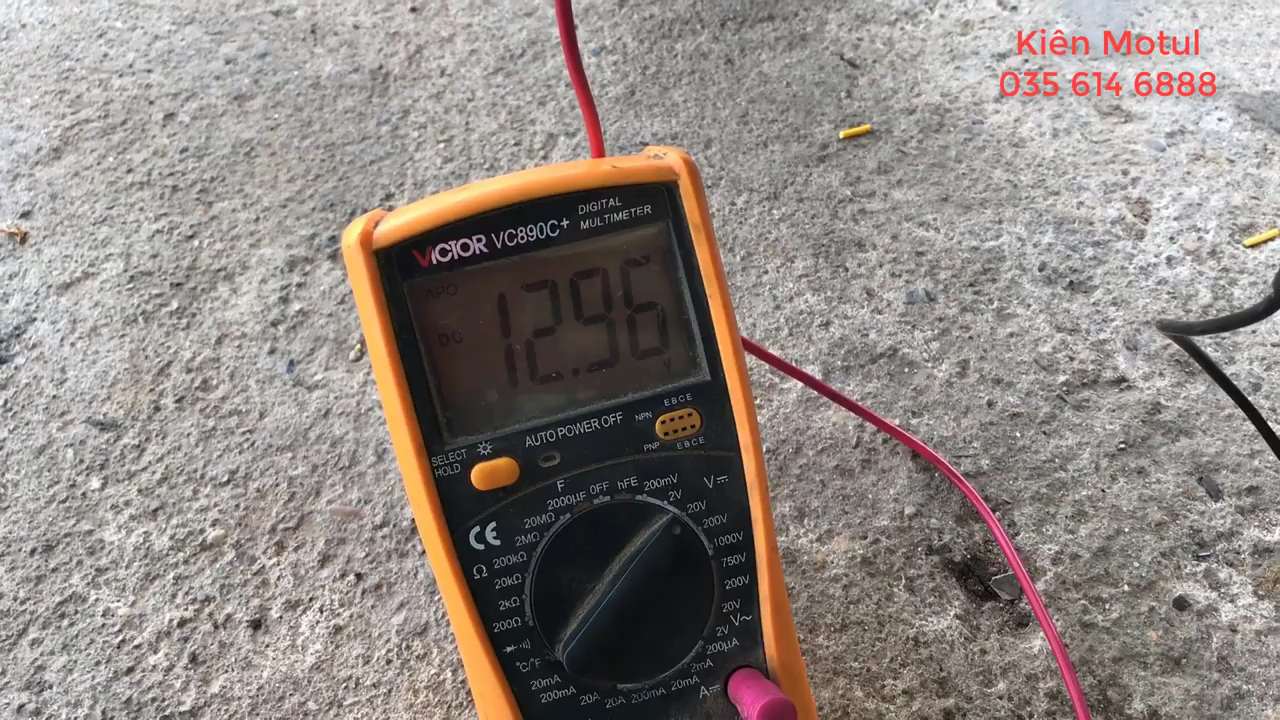 Kiên Motul
035 614 6888
VICTOR VC890C+
DIGITAL
MULTIMETER
APO
DC
12.96
V
SELECT
HOLD
AUTO POWER OFF
NPN
EBCE
PNP
EBCE
F
2000µF
OFF
hFE
200mV
V⎓
2V
20V
200V
1000V
750V
200V
20V
2V
V~
200µA
2mA
20mA
A⎓
200mA
20A
20A
200mA
20mA
°C/°F
200Ω
2kΩ
20kΩ
Ω
200kΩ
2MΩ
20MΩ
CE